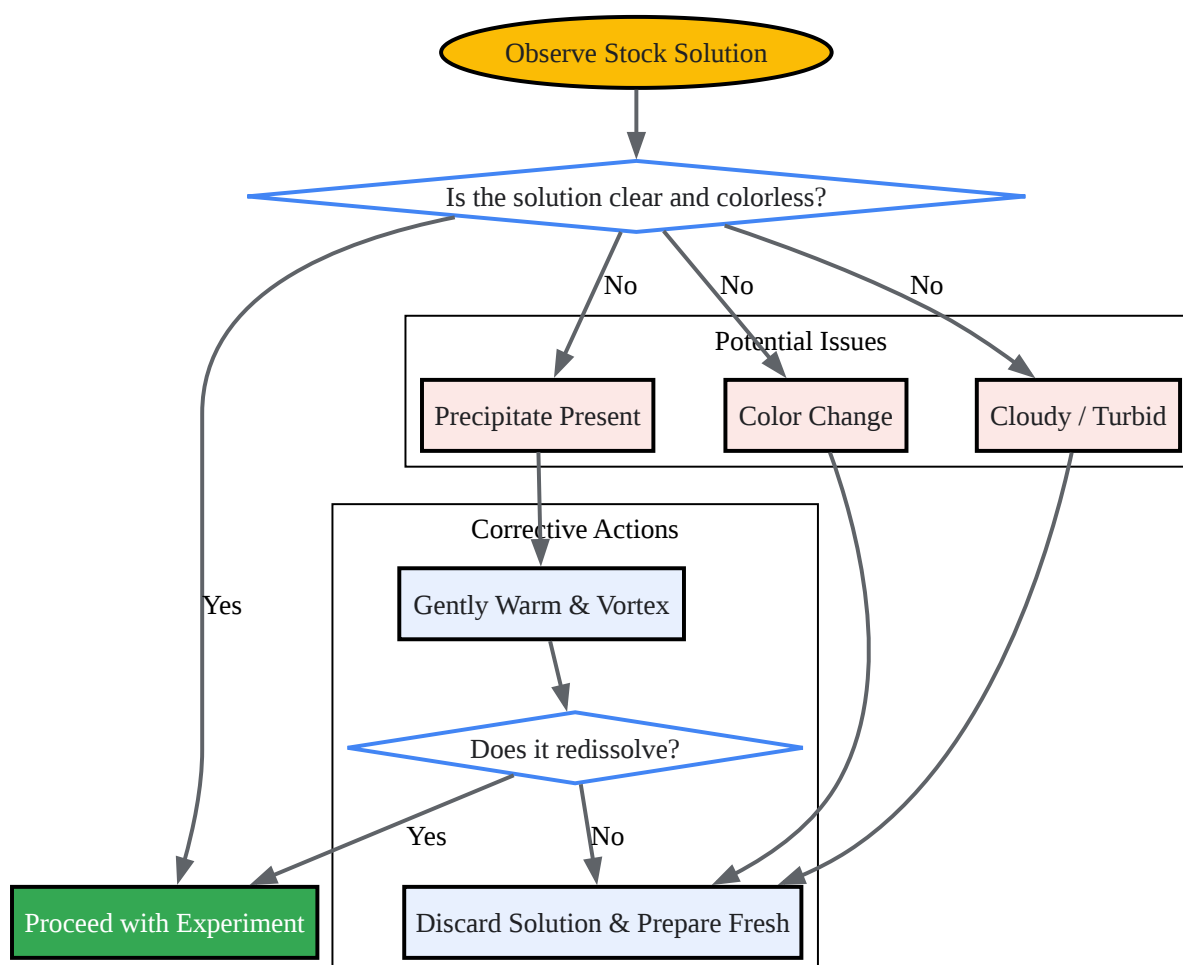 Observe Stock Solution
Is the solution clear and colorless?
No
No
No
Potential Issues
Precipitate Present
Color Change
Cloudy / Turbid
Corrective Actions
Gently Warm & Vortex
Yes
Does it redissolve?
Yes
No
Proceed with Experiment
Discard Solution & Prepare Fresh